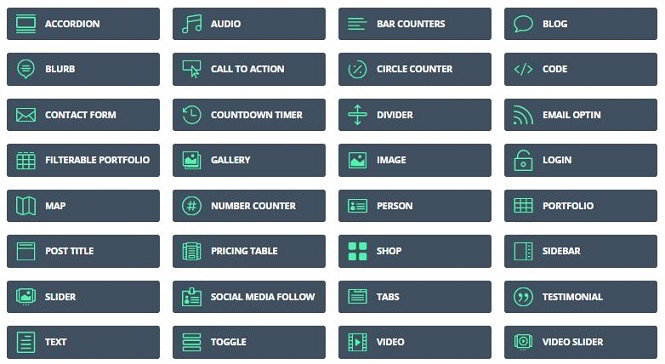 ACCORDION
AUDIO
BAR COUNTERS
BLOG
BLURB
CALL TO ACTION
CIRCLE COUNTER
CODE
CONTACT FORM
COUNTDOWN TIMER
DIVIDER
EMAIL OPTIN
FILTERABLE PORTFOLIO
GALLERY
IMAGE
LOGIN
MAP
NUMBER COUNTER
PERSON
PORTFOLIO
POST TITLE
PRICING TABLE
SHOP
SIDEBAR
SLIDER
SOCIAL MEDIA FOLLOW
TABS
TESTIMONIAL
TEXT
TOGGLE
VIDEO
VIDEO SLIDER